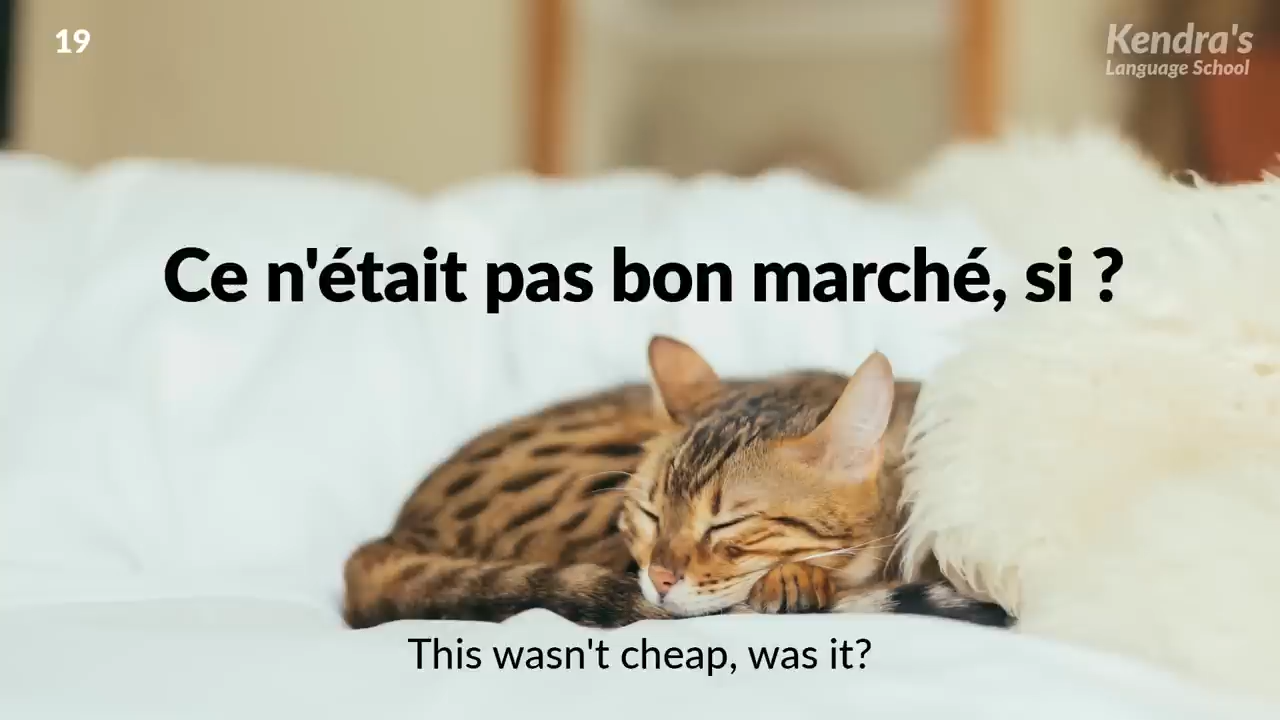 19
Kendra's
Language School
Ce n'était pas bon marché, si ?
This wasn't cheap, was it?